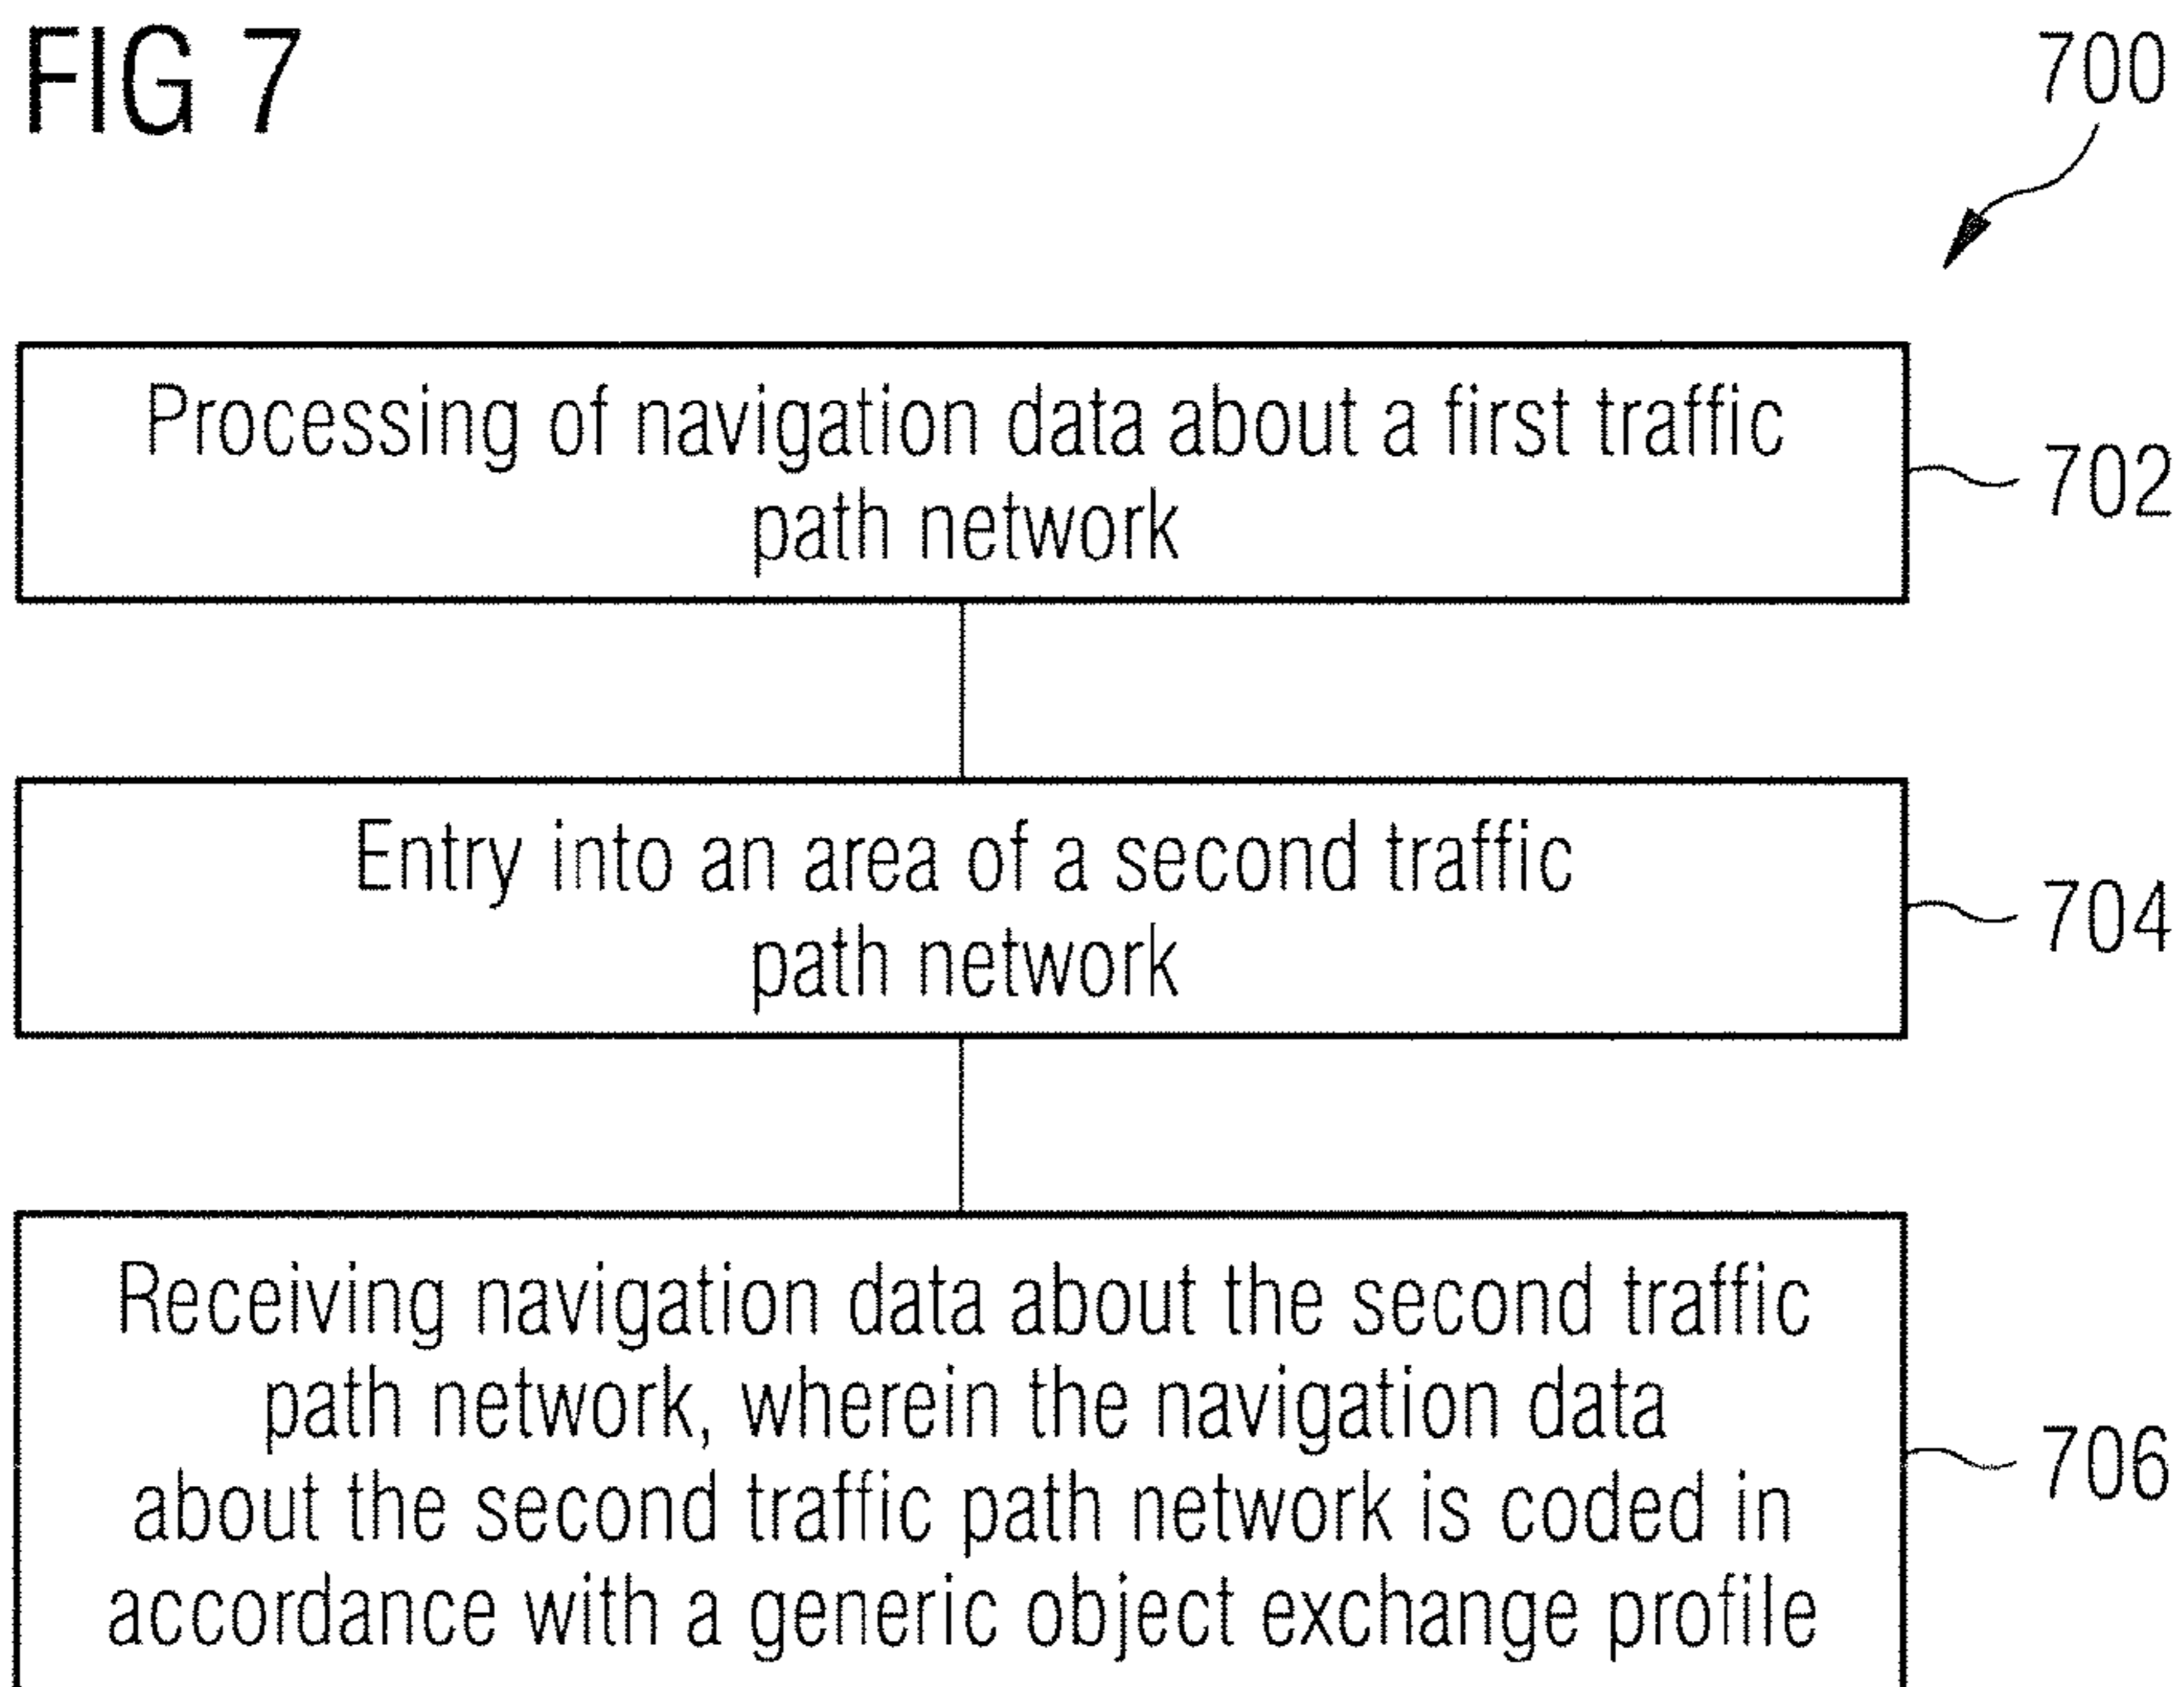 FIG 7
700
Processing of navigation data about a first traffic
path network
702
Entry into an area of a second traffic
path network
704
Receiving navigation data about the second traffic
path network, wherein the navigation data
about the second traffic path network is coded in
accordance with a generic object exchange profile
706